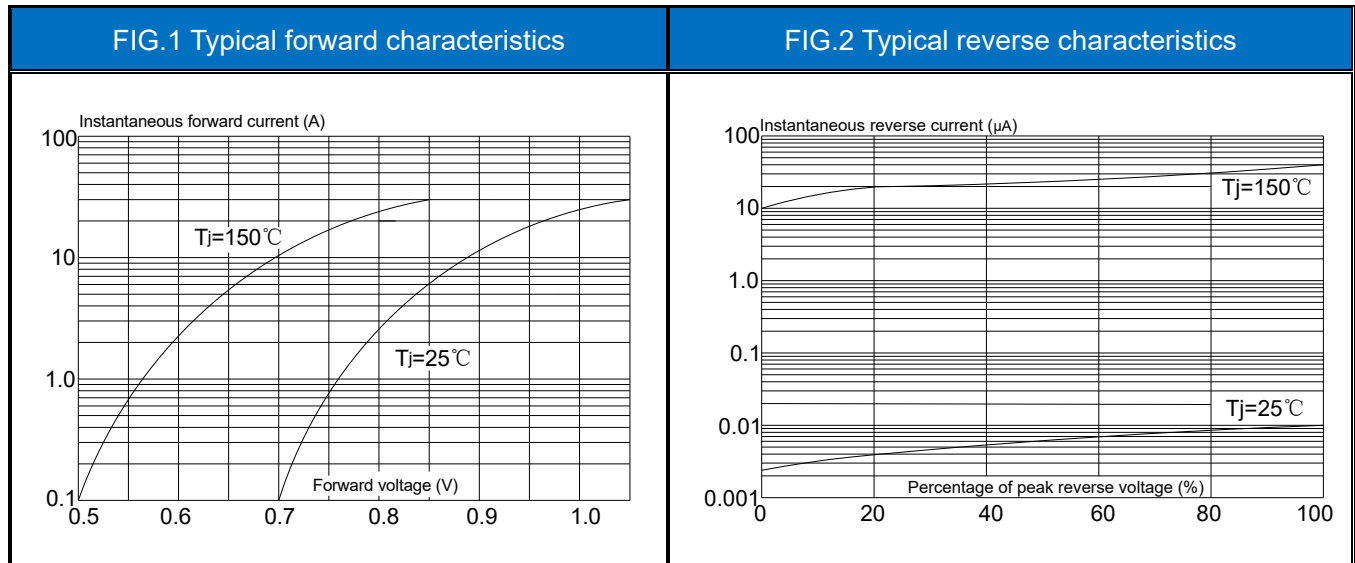 FIG.1 Typical forward characteristics
FIG.2 Typical reverse characteristics
Instantaneous forward current (A)
100
10
1.0
0.1
Tj=150℃
Tj=25℃
Forward voltage (V)
0.5 0.6 0.7 0.8 0.9 1.0
Instantaneous reverse current (μA)
100
10
1.0
0.1
0.01
0.001
Tj=150℃
Tj=25℃
Percentage of peak reverse voltage (%)
0 20 40 60 80 100